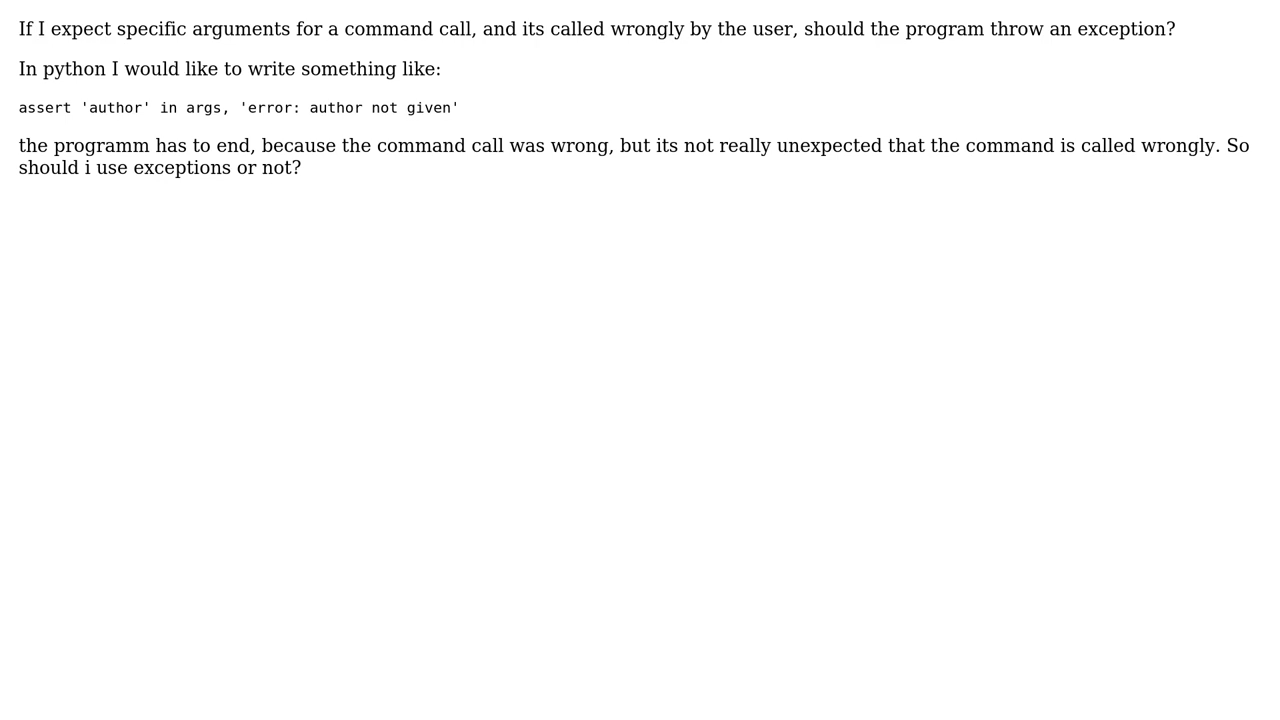 If I expect specific arguments for a command call, and its called wrongly by the user, should the program throw an exception?
In python I would like to write something like:
assert 'author' in args, 'error: author not given'
the programm has to end, because the command call was wrong, but its not really unexpected that the command is called wrongly. So
should i use exceptions or not?